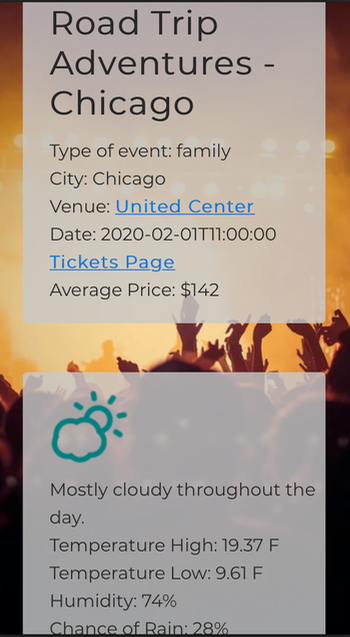 Road Trip
Adventures -
Chicago
Type of event: family
City: Chicago
Venue: United Center
Date: 2020-02-01T11:00:00
Tickets Page
Average Price: $142
Mostly cloudy throughout the
day.
Temperature High: 19.37 F
Temperature Low: 9.61 F
Humidity: 74%
Chance of Rain: 28%